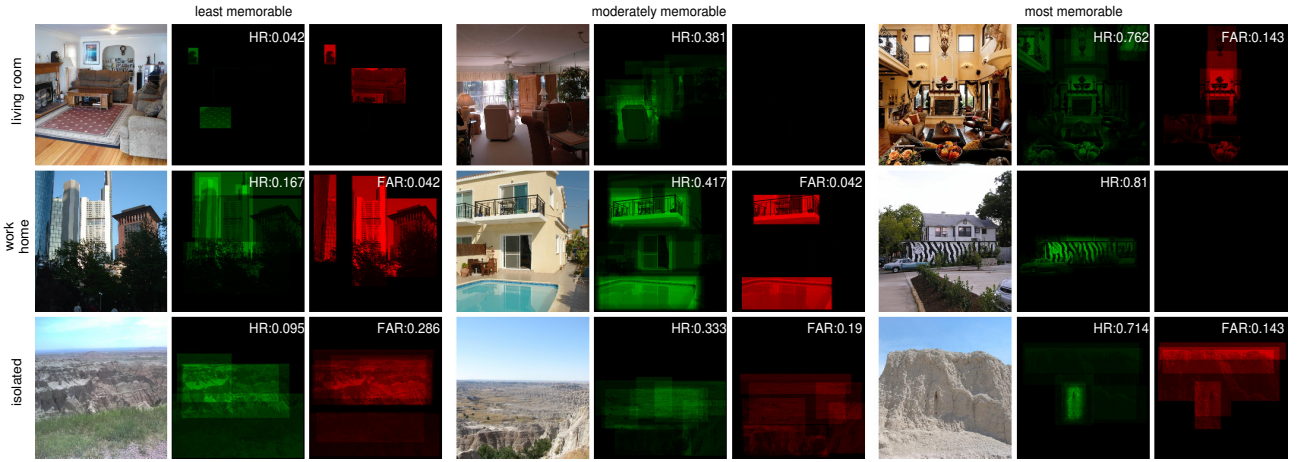 least memorable
moderately memorable
most memorable
living room
HR:0.042
HR:0.381
HR:0.762
FAR:0.143
work
home
HR:0.167
FAR:0.042
HR:0.417
FAR:0.042
HR:0.81
isolated
HR:0.095
FAR:0.286
HR:0.333
FAR:0.19
HR:0.714
FAR:0.143